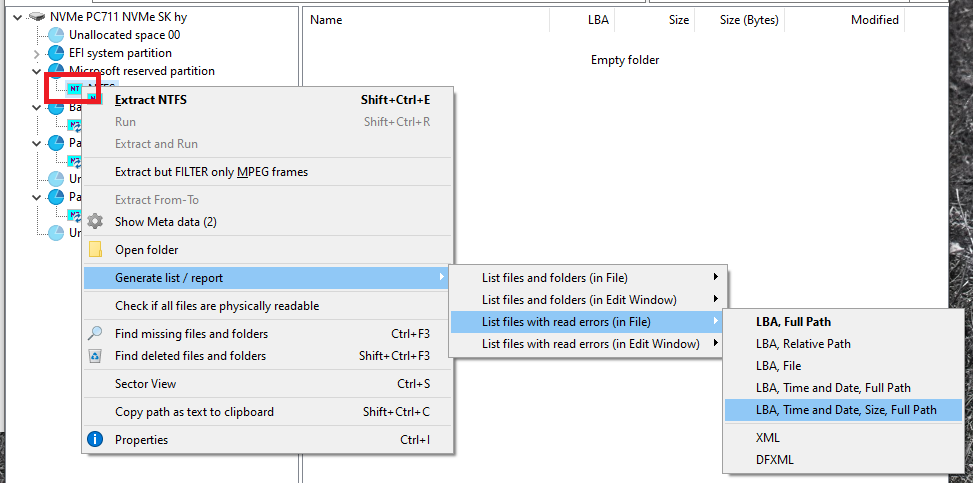 NVMe PC711 NVMe SK hy
Unallocated space 00
EFI system partition
Microsoft reserved partition
NT
Ba
Pa
Un
Pa
Un
Name LBA Size Size (Bytes) Modified
Empty folder
Extract NTFS Shift+Ctrl+E
Run Shift+Ctrl+R
Extract and Run
Extract but FILTER only MPEG frames
Extract From-To
Show Meta data (2)
Open folder
Generate list / report
Check if all files are physically readable
Find missing files and folders Ctrl+F3
Find deleted files and folders Shift+Ctrl+F3
Sector View Ctrl+S
Copy path as text to clipboard Shift+Ctrl+C
Properties Ctrl+I
List files and folders (in File)
List files and folders (in Edit Window)
List files with read errors (in File)
List files with read errors (in Edit Window)
LBA, Full Path
LBA, Relative Path
LBA, File
LBA, Time and Date, Full Path
LBA, Time and Date, Size, Full Path
XML
DFXML